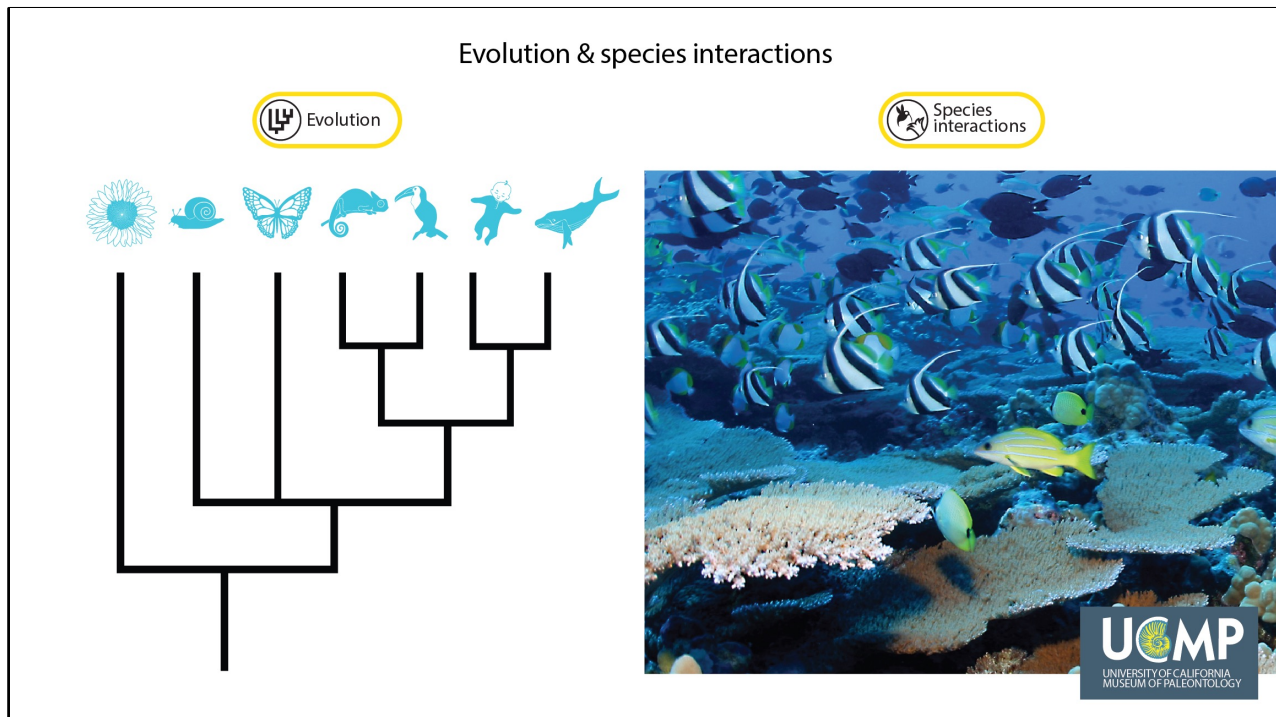 Evolution & species interactions
Evolution
Species
interactions
UCMP
UNIVERSITY OF CALIFORNIA
MUSEUM OF PALEONTOLOGY